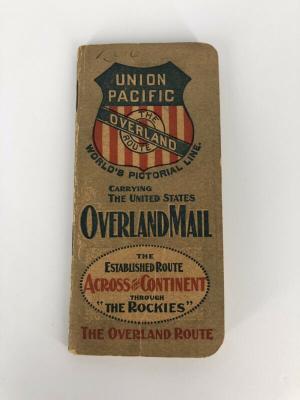 UNION
PACIFIC
THE
OVERLAND
ROUTE
WORLD'S PICTORIAL LINE.
CARRYING
THE UNITED STATES
OVERLAND MAIL
THE
ESTABLISHED ROUTE
ACROSS THE CONTINENT
THROUGH
"THE ROCKIES"
THE OVERLAND ROUTE